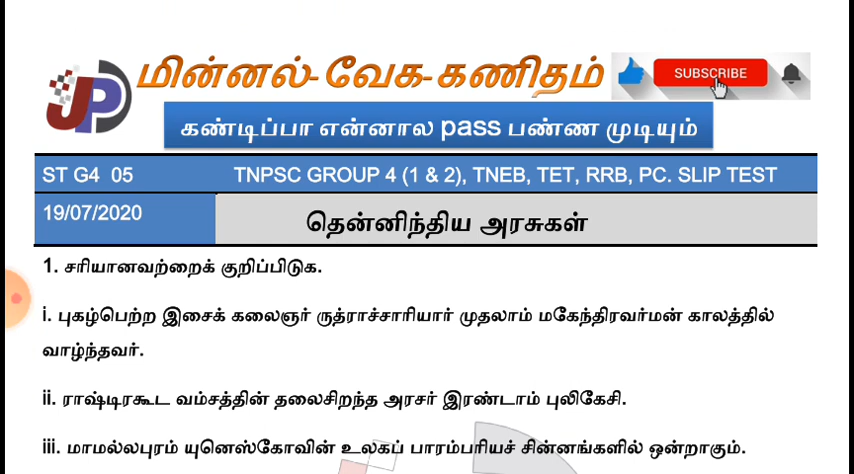 JP
மின்னல்-வேக-கணிதம்
SUBSCRIBE
கண்டிப்பா என்னால pass பண்ண முடியும்
ST G4 05 TNPSC GROUP 4 (1 & 2), TNEB, TET, RRB, PC. SLIP TEST
19/07/2020 தென்னிந்திய அரசுகள்
1. சரியானவற்றைக் குறிப்பிடுக.
i. புகழ்பெற்ற இசைக் கலைஞர் ருத்ராச்சாரியார் முதலாம் மகேந்திரவர்மன் காலத்தில்
வாழ்ந்தவர்.
ii. ராஷ்டிரகூட வம்சத்தின் தலைசிறந்த அரசர் இரண்டாம் புலிகேசி.
iii. மாமல்லபுரம் யுனெஸ்கோவின் உலகப் பாரம்பரியச் சின்னங்களில் ஒன்றாகும்.